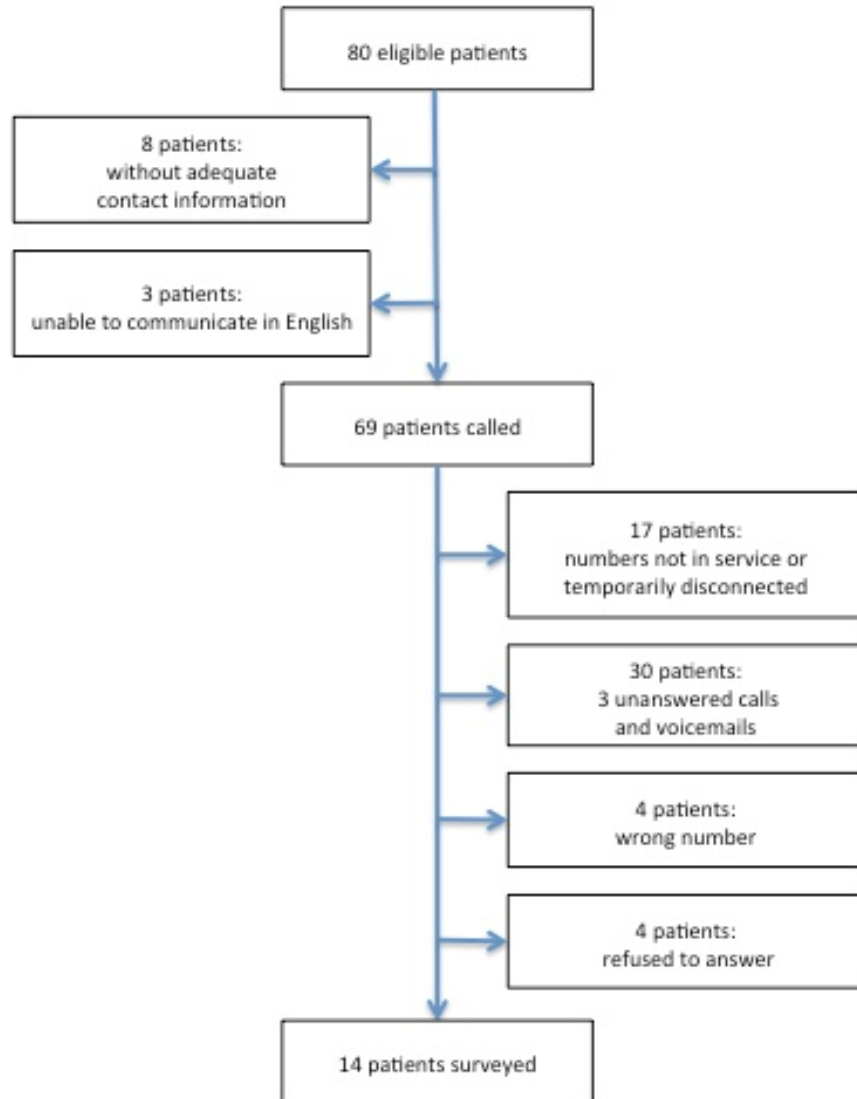 80 eligible patients
8 patients:
without adequate
contact information
3 patients:
unable to communicate in English
69 patients called
17 patients:
numbers not in service or
temporarily disconnected
30 patients:
3 unanswered calls
and voicemails
4 patients:
wrong number
4 patients:
refused to answer
14 patients surveyed